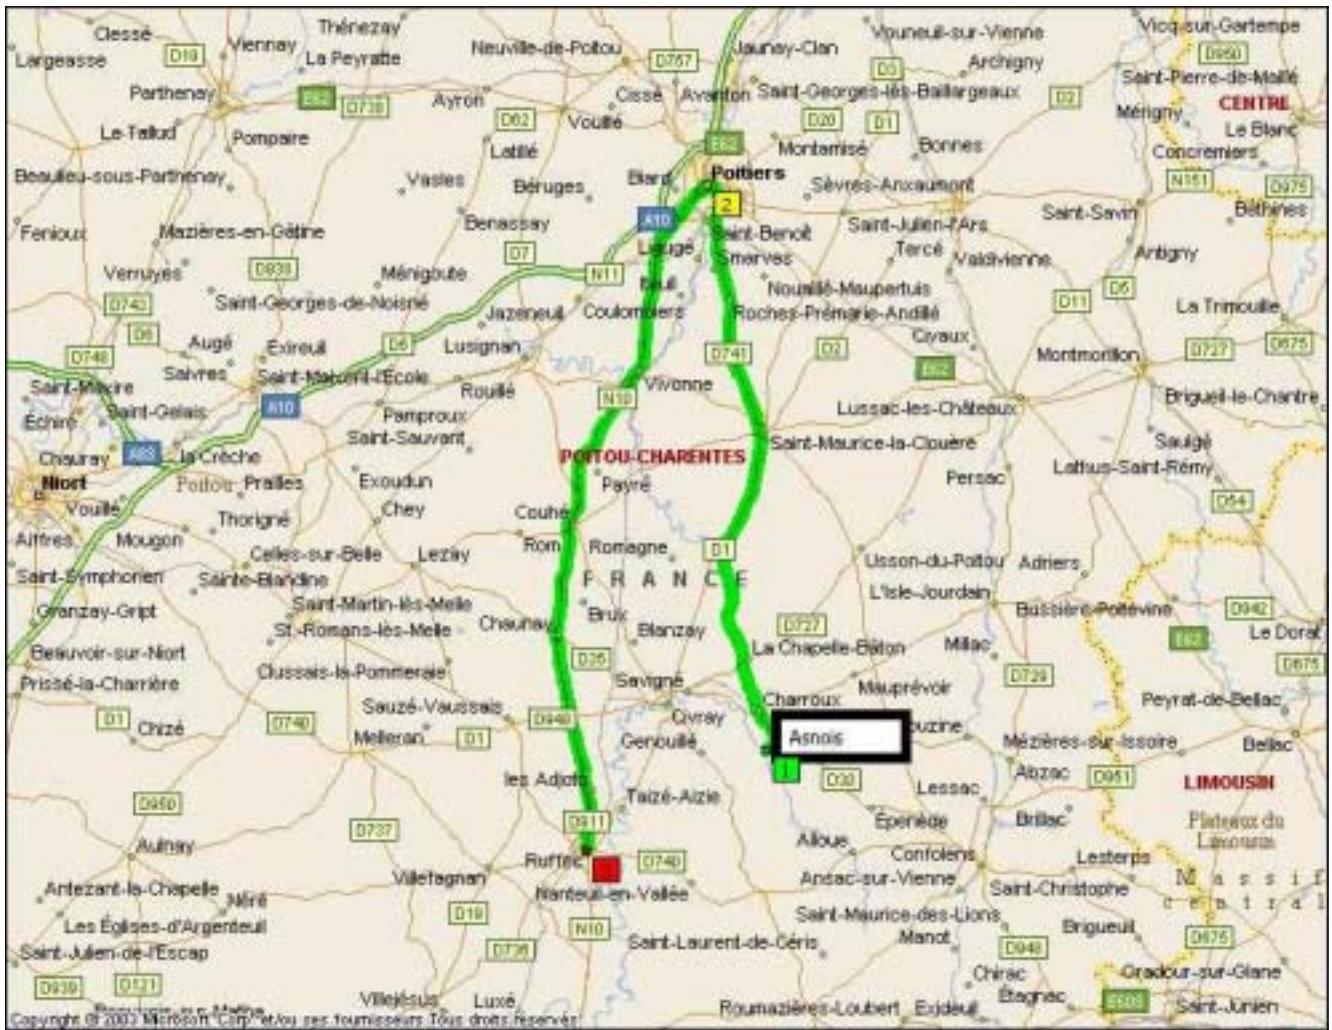 Clessé
Thénezay
Vouneuil-sur-Vienne
Vicq-sur-Gartempe
D19
Viennay
Neuville-de-Poitou
Jaunay-Clan
D950
Largeasse
La Peyratte
D757
D3
Archigny
Saint-Pierre-de-Maillé
Parthenay
D738
Ayron
Cissé
Avanton
Saint-Georges-lès-Baillargeaux
D2
Mérigny
CENTRE
Le Tallud
Pompaire
D62
Vouillé
D20
D1
Le Blanc
Latillé
E62
Montamisé
Bonnes
Concremiers
Beaulieu-sous-Parthenay
Vasles
Béruges
Biard
Poitiers
Sèvres-Anxaumont
N151
D975
2
Fenioux
Mazières-en-Gâtine
Benassay
A10
Saint-Benoît
Saint-Julien-l'Ars
Saint-Savin
Béthines
Verruyes
D938
Ménigoute
D7
N11
Ligugé
Smarves
Tercé
Valdivienne
Antigny
D743
Saint-Georges-de-Noisné
Nouaillé-Maupertuis
D11
D5
La Trimouille
D6
Jazeneuil
Coulombiers
Roches-Prémarie-Andillé
Augé
Exireuil
D5
Lusignan
D741
D2
Civaux
Montmorillon
D727
D675
D748
Saivres
Saint-Maixent-l'École
Rouillé
Vivonne
E62
Saint-Maxire
A10
Pamproux
N10
Lussac-les-Châteaux
Brigueil-le-Chantre
Échiré
Saint-Gelais
Saint-Sauvant
Saint-Maurice-la-Clouère
Saulgé
Chauray
A83
la Crèche
POITOU-CHARENTES
Persac
Lathus-Saint-Rémy
Niort
Poitou
Prailles
Exoudun
Payré
D54
Vouillé
Thorigné
Chey
Couhé
Aiffres
Mougon
Celles-sur-Belle
Lezay
Rom
Romagne
D1
Usson-du-Poitou
Adriers
Saint-Symphorien
Sainte-Blandine
FRANCE
L'Isle-Jourdain
Granzay-Gript
Saint-Martin-lès-Melle
Chaunay
Brux
Bussière-Poitevine
D942
St.-Romans-lès-Melle
Blanzay
D727
E62
Le Dorat
Beauvoir-sur-Niort
Clussais-la-Pommeraie
D35
La Chapelle-Bâton
Millac
D675
Prissé-la-Charrière
Savigné
Mauprévoir
D729
Peyrat-de-Bellac
D1
Chizé
D740
Sauzé-Vaussais
D948
Civray
Charroux
Melleran
D1
Genouillé
Asnois
Mézières-sur-Issoire
Bellac
les Adjots
1
D38
Abzac
D951
LIMOUSIN
D950
Taizé-Aizie
Lessac
Aulnay
D737
D911
Épenède
Brillac
Plateaux du
Limousin
Ruffec
D740
Alloue
Confolens
Lesterps
Villefagnan
Nanteuil-en-Vallée
Ansac-sur-Vienne
Saint-Christophe
Massif
central
Antezant-la-Chapelle
Néré
D19
N10
Saint-Maurice-des-Lions
Brigueuil
Les Églises-d'Argenteuil
D736
Saint-Laurent-de-Céris
Manot
D948
D675
Saint-Julien-de-l'Escap
Chirac
Oradour-sur-Glane
D939
D121
Villejésus
Luxé
Roumazières-Loubert
Exideuil
Étagnac
Saint-Junien
Copyright © 2003 Microsoft Corp. et/ou ses fournisseurs. Tous droits réservés.